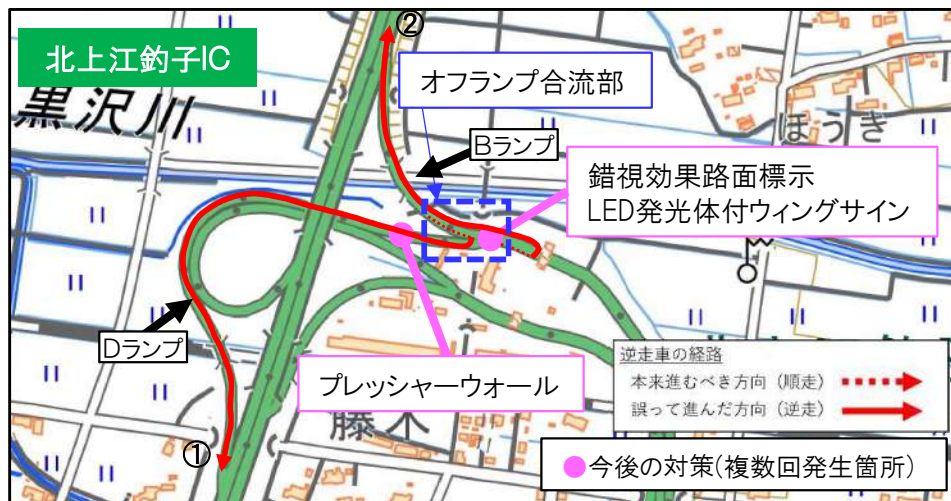 北上江釣子IC
②
オフランプ合流部
黒沢川
Bランプ
ほうき
錯視効果路面標示
LED発光体付ウィングサイン
Dランプ
プレッシャーウォール
藤木
①
逆走車の経路
本来進むべき方向（順走）
誤って進んだ方向（逆走）
●今後の対策(複数回発生箇所)